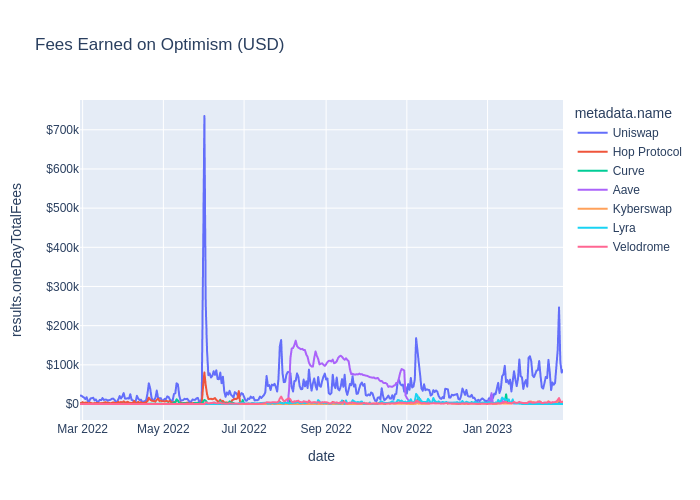 Fees Earned on Optimism (USD)
metadata.name
Uniswap
Hop Protocol
Curve
Aave
Kyberswap
Lyra
Velodrome
$700k
$600k
$500k
$400k
$300k
$200k
$100k
$0
results.oneDayTotalFees
Mar 2022 May 2022 Jul 2022 Sep 2022 Nov 2022 Jan 2023
date